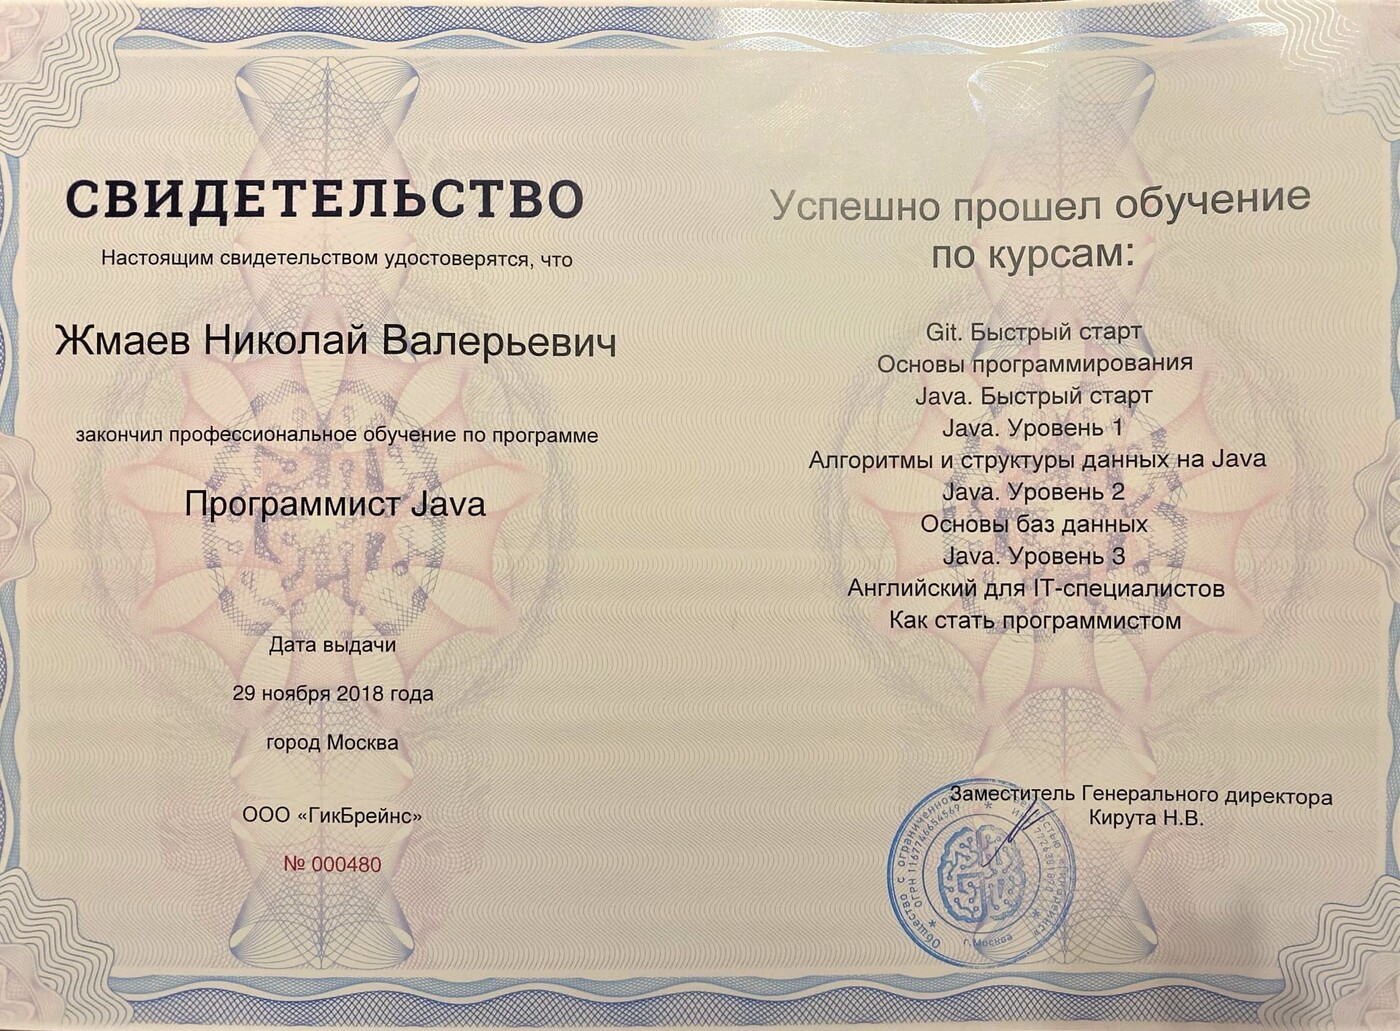 СВИДЕТЕЛЬСТВО
Настоящим свидетельством удостоверятся, что
Жмаев Николай Валерьевич
закончил профессиональное обучение по программе
Программист Java
Дата выдачи
29 ноября 2018 года
город Москва
ООО «ГикБрейнс»
№ 000480
Успешно прошел обучение
по курсам:
Git. Быстрый старт
Основы программирования
Java. Быстрый старт
Java. Уровень 1
Алгоритмы и структуры данных на Java
Java. Уровень 2
Основы баз данных
Java. Уровень 3
Английский для IT-специалистов
Как стать программистом
Заместитель Генерального директора
Кирута Н.В.
Общество с ограниченной
г.Москва